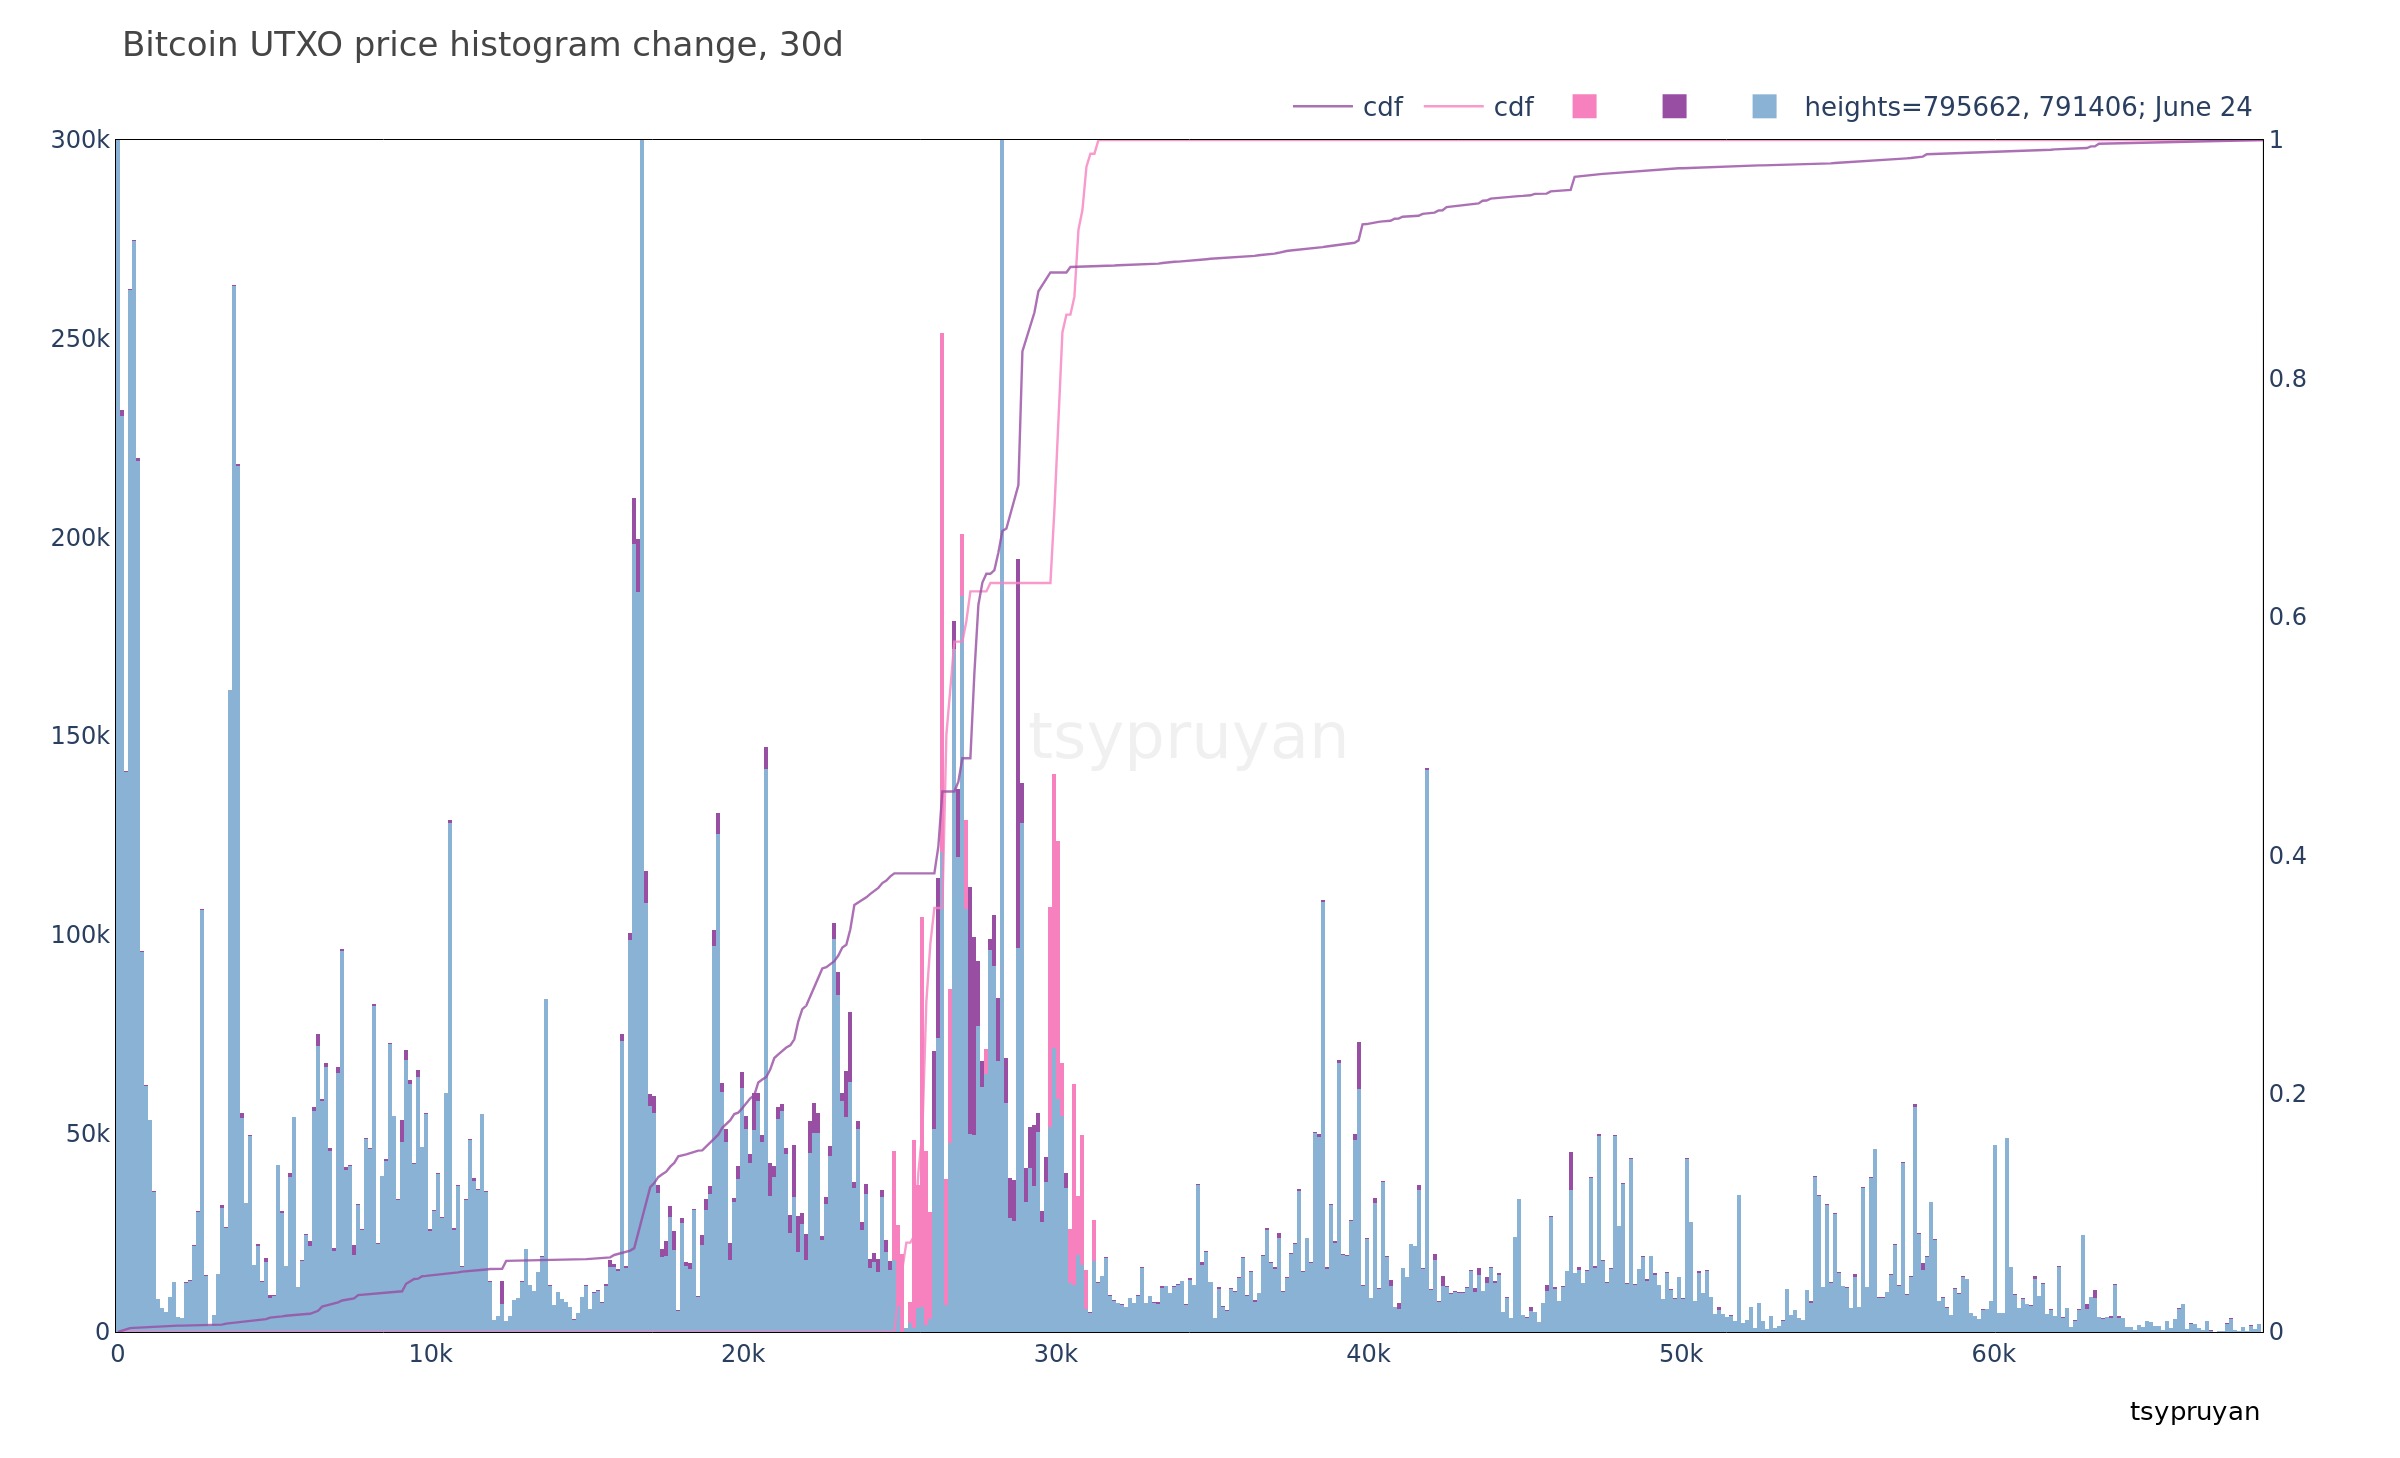 Bitcoin UTXO price histogram change, 30d
cdf cdf heights=795662, 791406; June 24
300k
250k
200k
150k
100k
50k
0
1
0.8
0.6
0.4
0.2
0
tsypruyan
0 10k 20k 30k 40k 50k 60k
tsypruyan